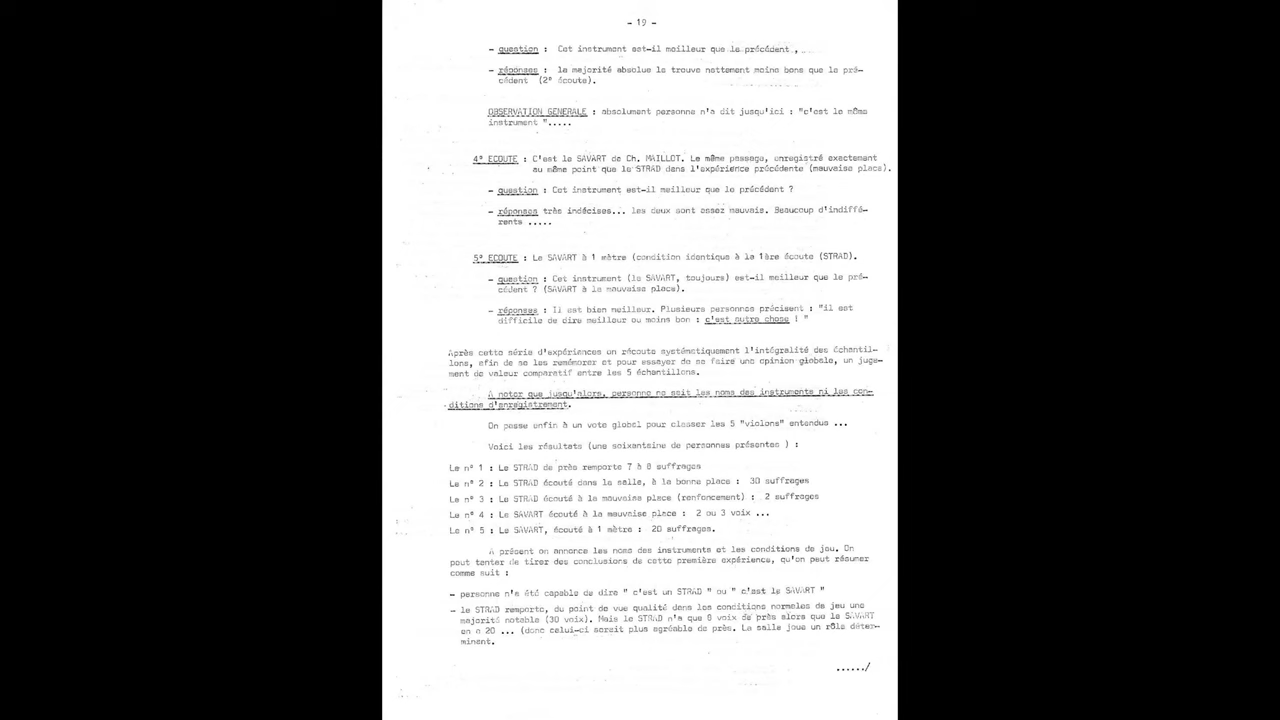 - 19 -
- question : Cet instrument est-il meilleur que le précédent
- réponses : la majorité absolue le trouve nettement moins bons que le pré-
cédent (2° écoute).
OBSERVATION GENERALE : absolument personne n'a dit jusqu'ici : "c'est le même
instrument ".....
4° ECOUTE : C'est le SAVART de Ch. MAILLOT. Le même passage, enregistré exactement
au même point que le STRAD dans l'expérience précédente (mauvaise place).
- question : Cet instrument est-il meilleur que le précédent ?
- réponses très indécises... les deux sont assez mauvais. Beaucoup d'indiffé-
rents .....
5° ECOUTE : Le SAVART à 1 mètre (condition identique à la 1ère écoute (STRAD).
- question : Cet instrument (le SAVART, toujours) est-il meilleur que le pré-
cédent ? (SAVART à la mauvaise place).
- réponses : Il est bien meilleur. Plusieurs personnes précisent : "il est
difficile de dire meilleur ou moins bon : c'est autre chose ! "
Après cette série d'expériences on réécoute systématiquement l'intégralité des échantil-
lons, afin de se les remémorer et pour essayer de se faire une opinion globale, un juge-
ment de valeur comparatif entre les 5 échantillons.
A noter que jusqu'alors, personne ne sait les noms des instruments ni les con-
ditions d'enregistrement.
On passe enfin à un vote global pour classer les 5 "violons" entendus ...
Voici les résultats (une soixantaine de personnes présentes ) :
Le n° 1 : Le STRAD de près remporte 7 à 8 suffrages
Le n° 2 : Le STRAD écouté dans la salle, à la bonne place : 30 suffrages
Le n° 3 : Le STRAD écouté à la mauvaise place (renfoncement) : 2 suffrages
Le n° 4 : Le SAVART écouté à la mauvaise place : 2 ou 3 voix ...
Le n° 5 : Le SAVART, écouté à 1 mètre : 20 suffrages.
A présent on annonce les noms des instruments et les conditions de jeu. On
peut tenter de tirer des conclusions de cette première expérience, qu'on peut résumer
comme suit :
- personne n'a été capable de dire " c'est un STRAD " ou " c'est le SAVART "
- le STRAD remporte, du point de vue qualité dans les conditions normales de jeu une
majorité notable (30 voix). Mais le STRAD n'a que 8 voix de près alors que le SAVART
en a 20 ... (donc celui-ci serait plus agréable de près. La salle joue un rôle déter-
minant.
....../